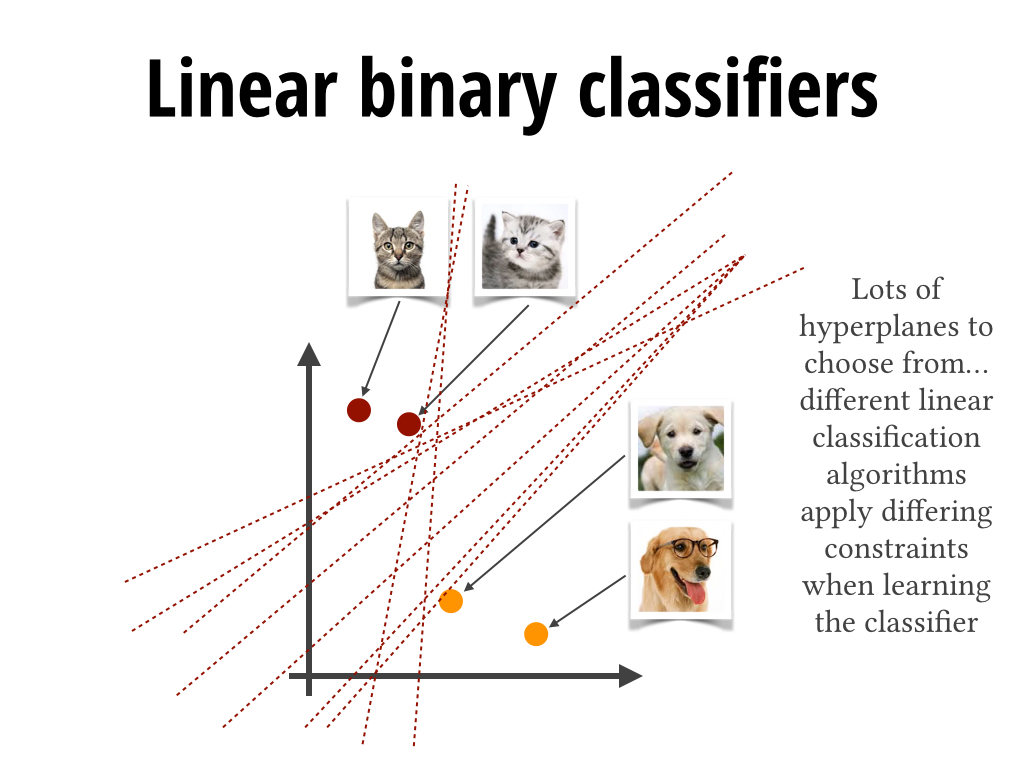 Linear binary classifiers
Lots of
hyperplanes to
choose from…
different linear
classification
algorithms
apply differing
constraints
when learning
the classifier